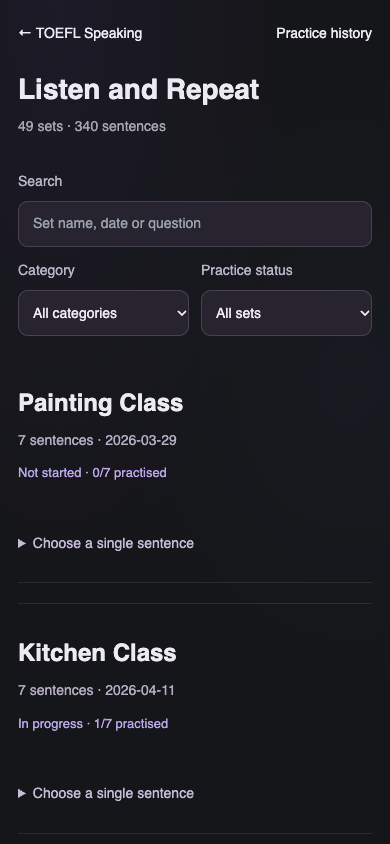 ← TOEFL Speaking
Practice history
Listen and Repeat
49 sets · 340 sentences
Search
Set name, date or question
Category
Practice status
All categories
All sets
Painting Class
7 sentences · 2026-03-29
Not started · 0/7 practised
▶ Choose a single sentence
Kitchen Class
7 sentences · 2026-04-11
In progress · 1/7 practised
▶ Choose a single sentence